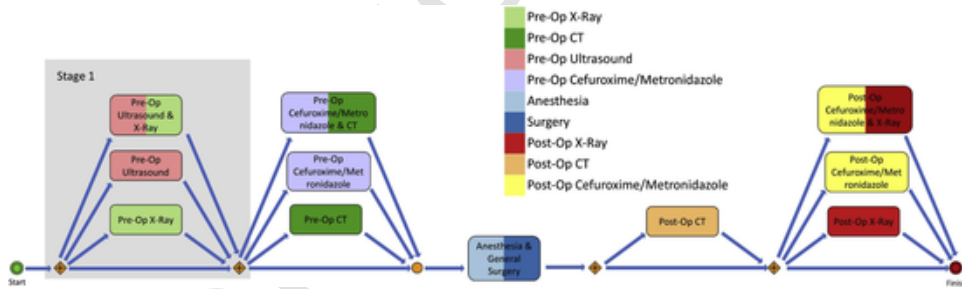 Pre-Op X-Ray
Pre-Op CT
Pre-Op Ultrasound
Pre-Op Cefuroxime/Metronidazole
Anesthesia
Surgery
Post-Op X-Ray
Post-Op CT
Post-Op Cefuroxime/Metronidazole
Stage 1
Pre-Op
Ultrasound &
X-Ray
Pre-Op
Ultrasound
Pre-Op X-Ray
Pre-Op
Cefuroxime/Metro
nidazole & CT
Pre-Op
Cefuroxime/Met
ronidazole
Pre-Op CT
Anesthesia &
General
Surgery
Post-Op CT
Post-Op
Cefuroxime/Metro
nidazole & X-Ray
Post-Op
Cefuroxime/Met
ronidazole
Post-Op X-Ray
Start
Finis